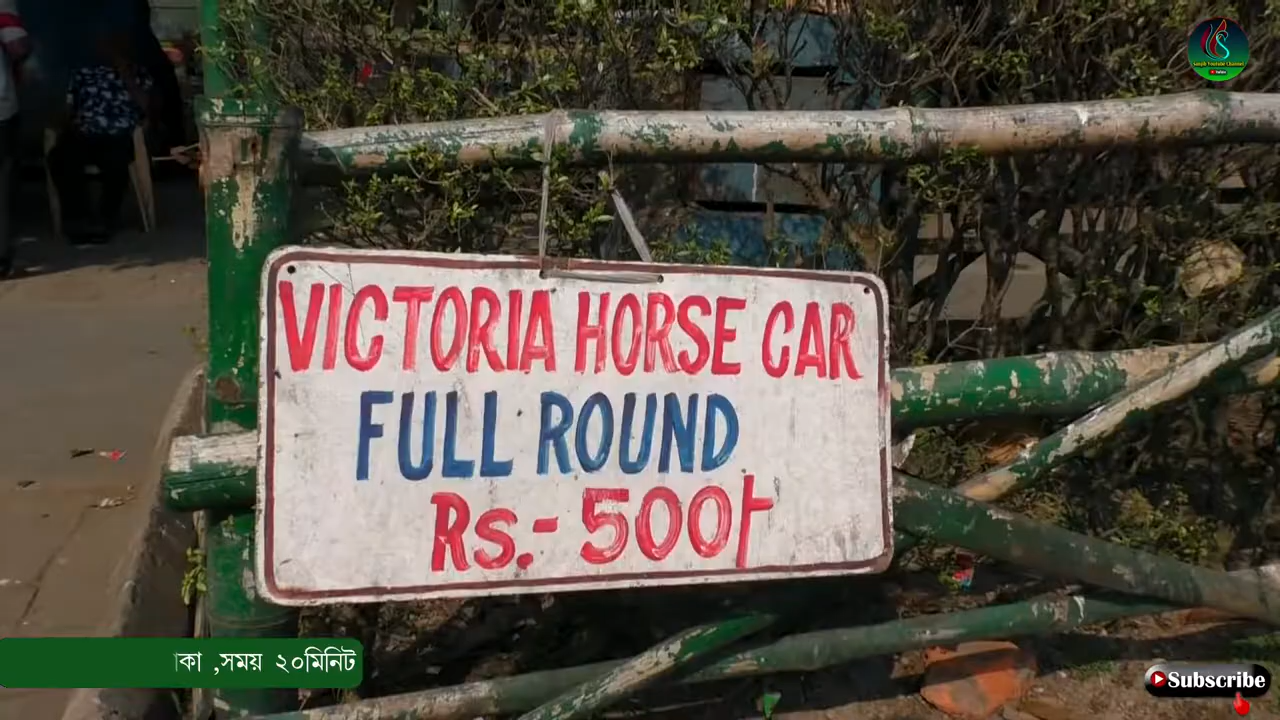 VICTORIA HORSE CAR
FULL ROUND
Rs.- 500/-
কা ,সময় ২০মিনিট
Subscribe